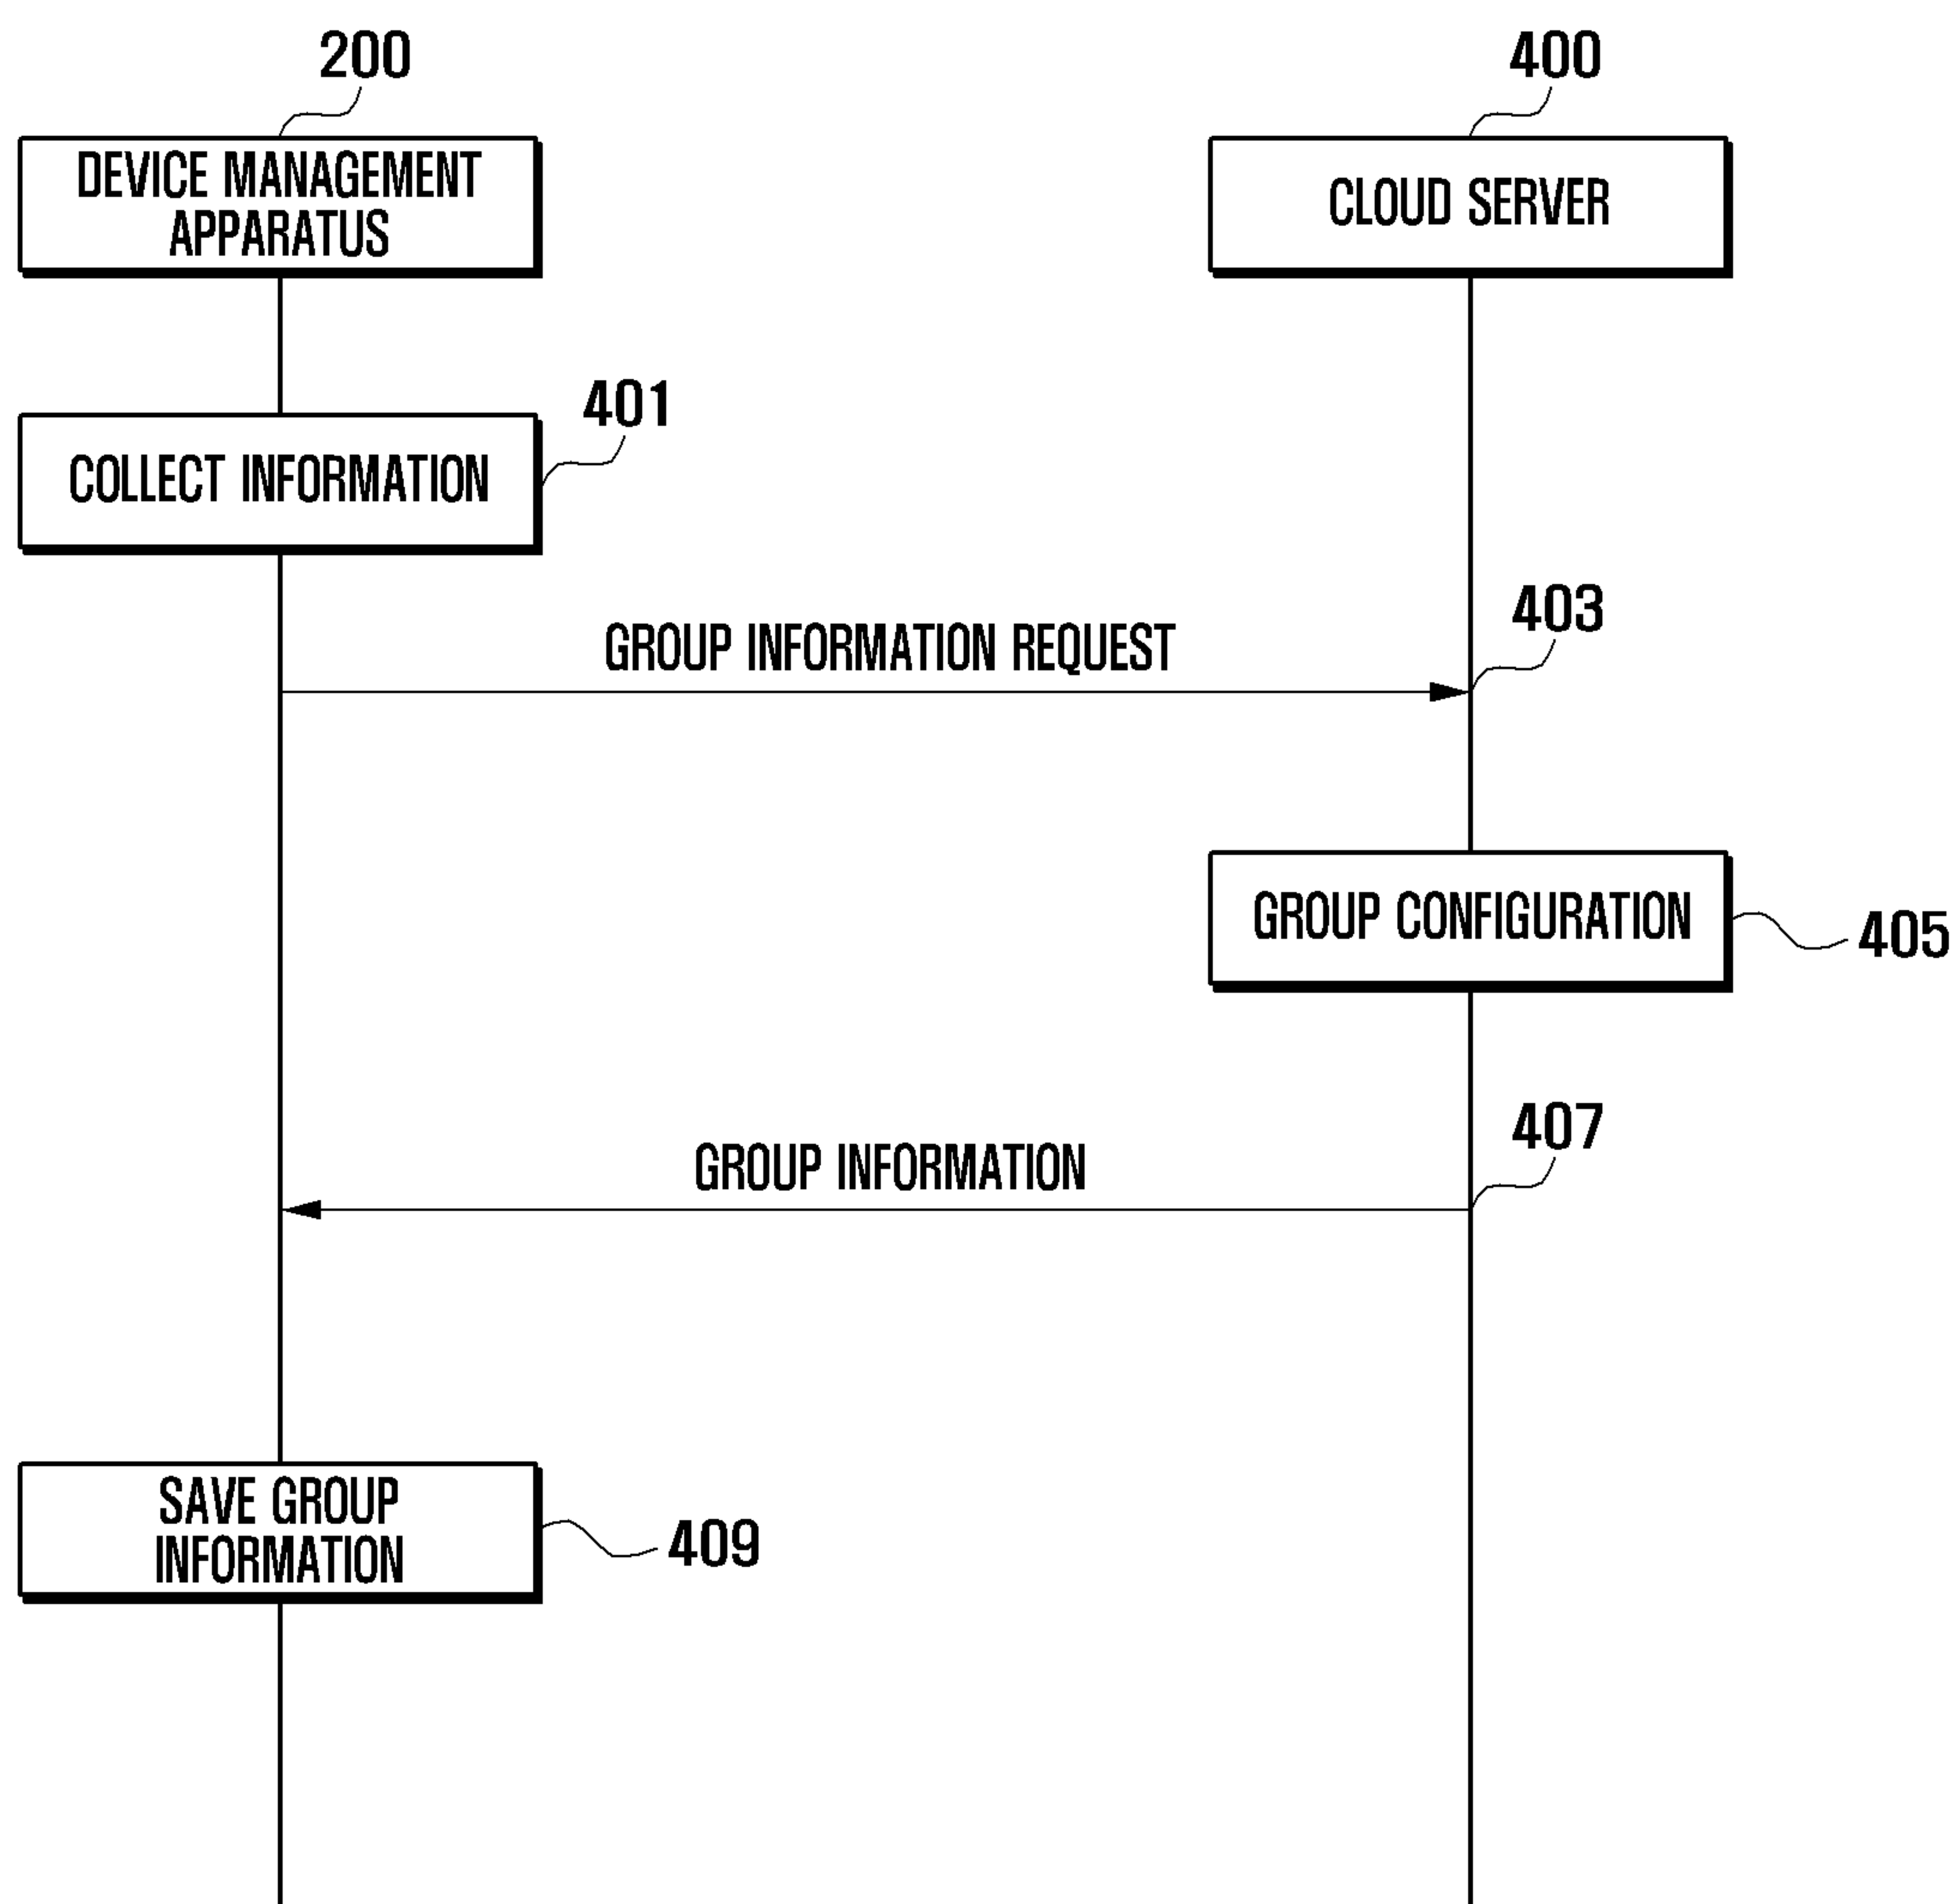 200
400
DEVICE MANAGEMENT
APPARATUS
CLOUD SERVER
401
COLLECT INFORMATION
403
GROUP INFORMATION REQUEST
GROUP CONFIGURATION
405
407
GROUP INFORMATION
SAVE GROUP
INFORMATION
409